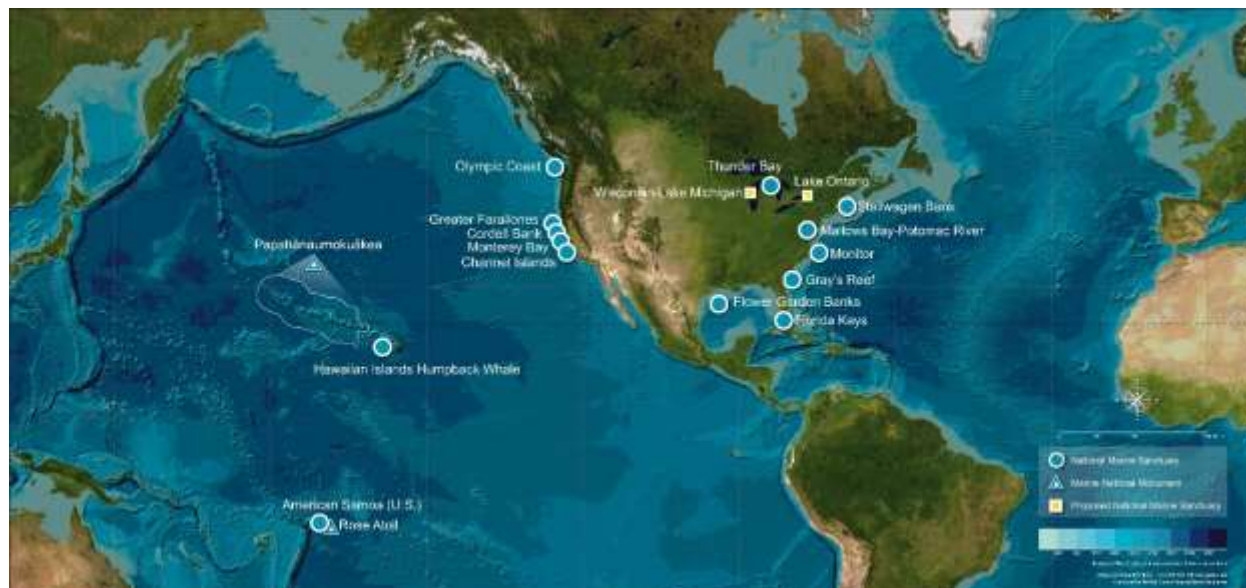 Olympic Coast
Thunder Bay
Lake Ontario
Wisconsin-Lake Michigan
Stellwagen Bank
Greater Farallones
Cordell Bank
Monterey Bay
Channel Islands
Mallows Bay-Potomac River
Monitor
Papahānaumokuākea
Gray's Reef
Flower Garden Banks
Florida Keys
Hawaiian Islands Humpback Whale
National Marine Sanctuary
Marine National Monument
Proposed National Marine Sanctuary
American Samoa (U.S.)
Rose Atoll